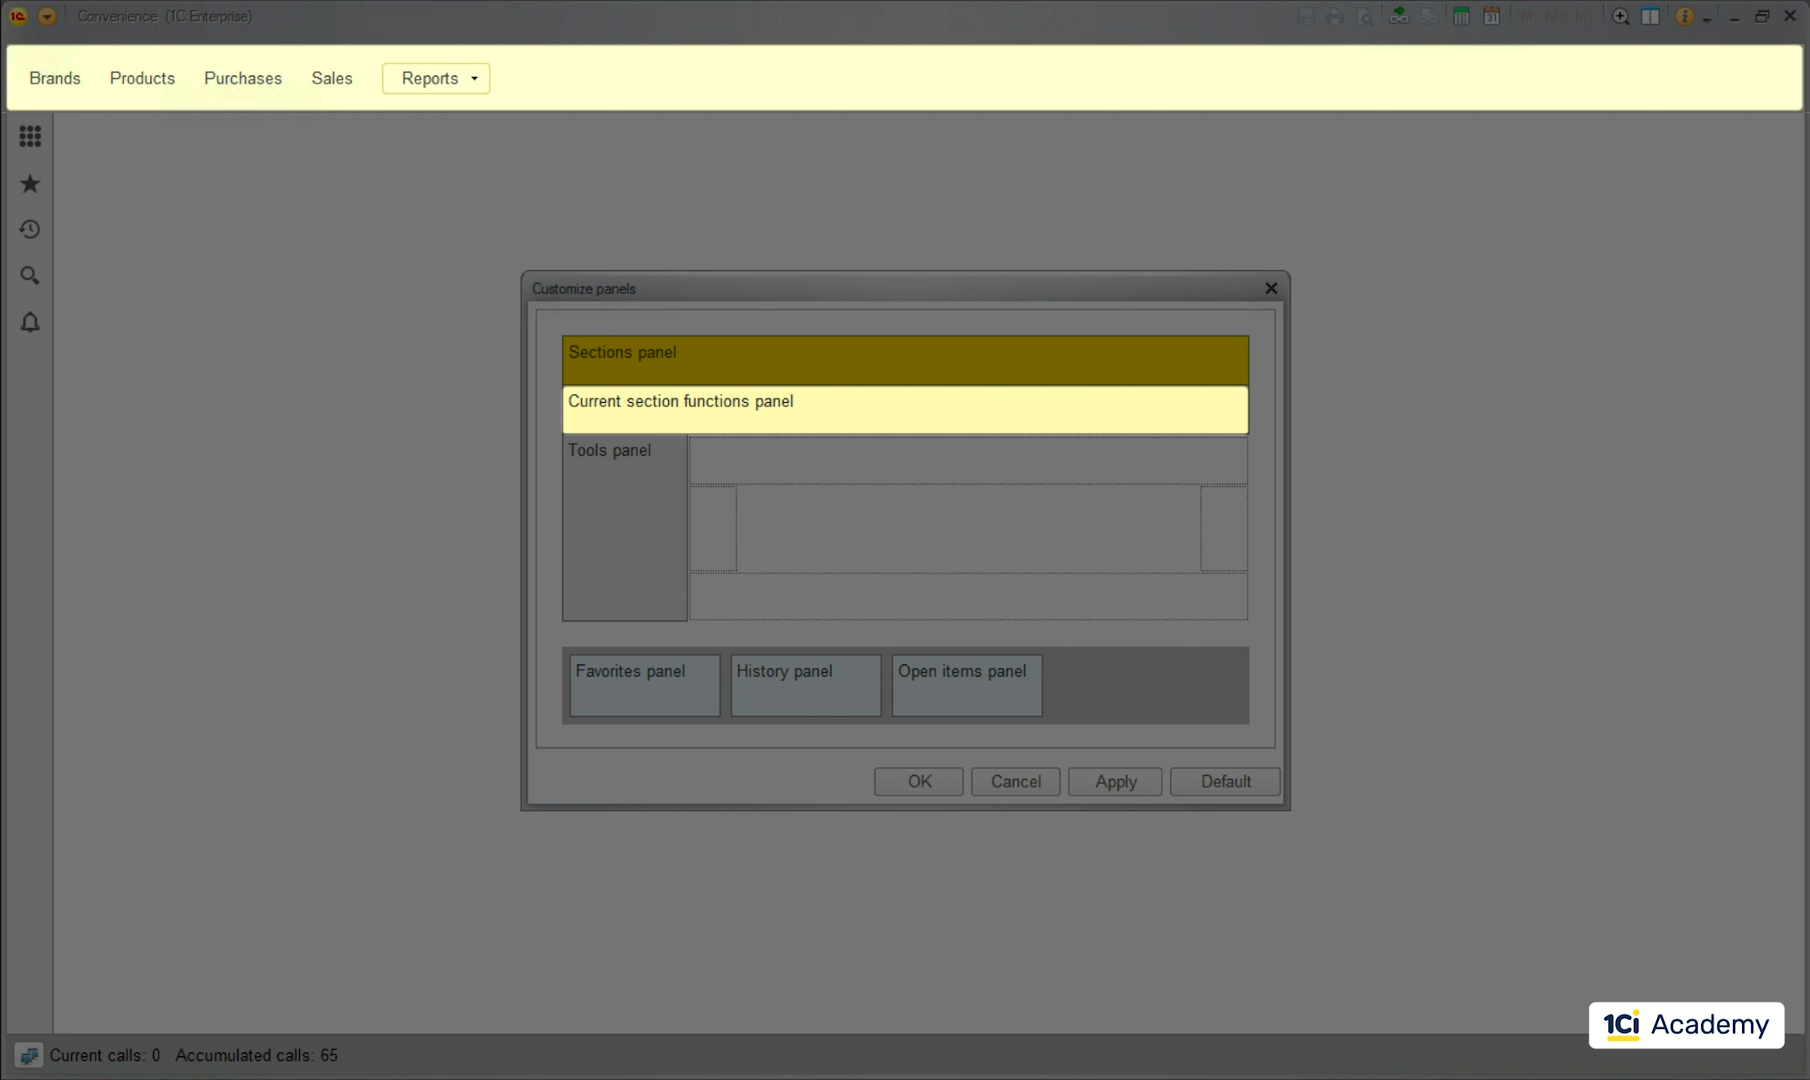 Convenience (1C:Enterprise)
31
M M+ M-
Brands Products Purchases Sales Reports
Customize panels
Sections panel
Current section functions panel
Tools panel
Favorites panel History panel Open items panel
OK Cancel Apply Default
1Ci Academy
Current calls: 0 Accumulated calls: 65